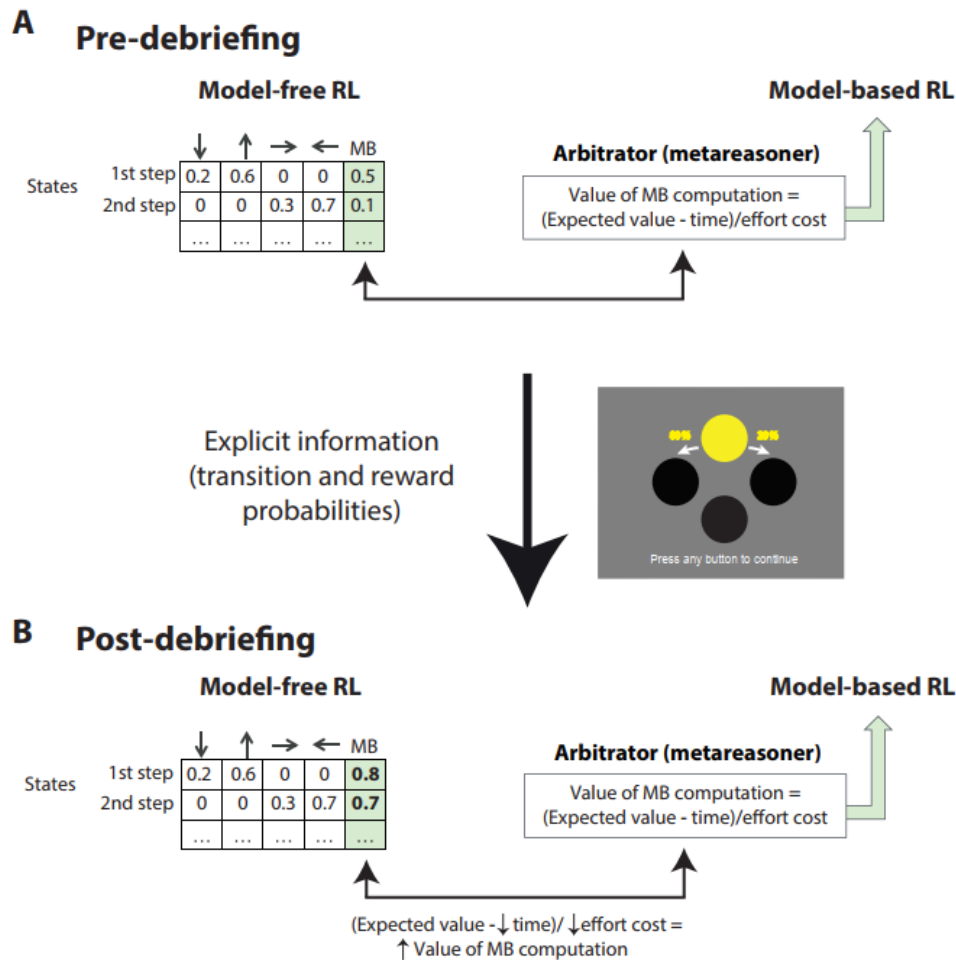 A
Pre-debriefing
Model-free RL
Model-based RL
↓ ↑ → ← MB
Arbitrator (metareasoner)
States
1st step 0.2 0.6 0 0 0.5
2nd step 0 0 0.3 0.7 0.1
... ... ... ... ...
Value of MB computation =
(Expected value - time)/effort cost
Explicit information
(transition and reward
probabilities)
20%
Press any button to continue
B
Post-debriefing
Model-free RL
Model-based RL
↓ ↑ → ← MB
Arbitrator (metareasoner)
States
1st step 0.2 0.6 0 0 0.8
2nd step 0 0 0.3 0.7 0.7
... ... ... ... ...
Value of MB computation =
(Expected value - time)/effort cost
(Expected value -↓ time)/ ↓effort cost =
↑ Value of MB computation